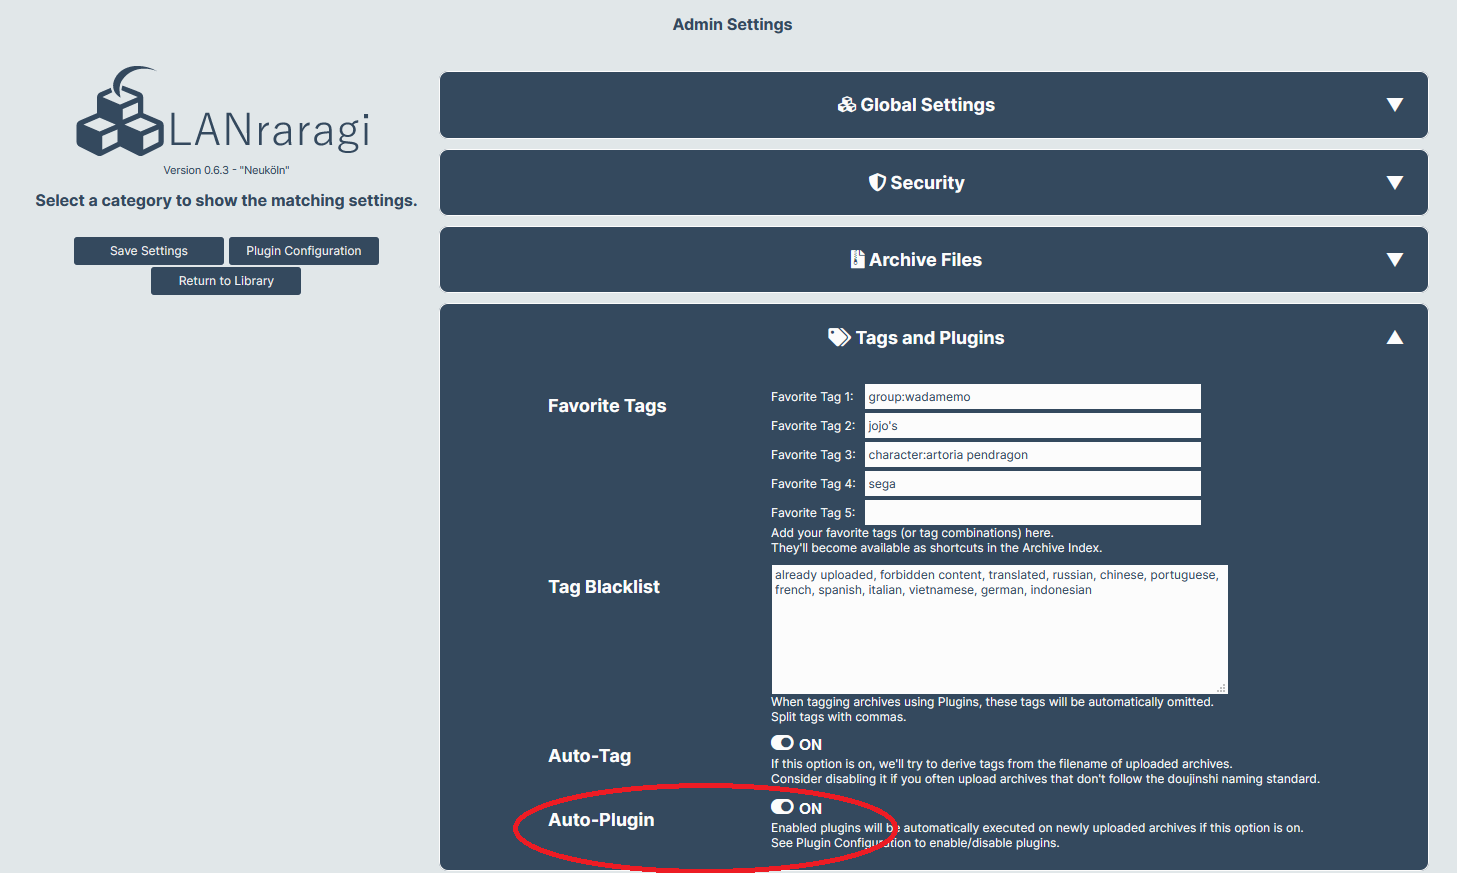 Admin Settings
LANraragi
Version 0.6.3 - "Neuköln"
Select a category to show the matching settings.
Save Settings
Plugin Configuration
Return to Library
Global Settings
Security
Archive Files
Tags and Plugins
Favorite Tags
Favorite Tag 1: group:wadamemo
Favorite Tag 2: jojo's
Favorite Tag 3: character:artoria pendragon
Favorite Tag 4: sega
Favorite Tag 5:
Add your favorite tags (or tag combinations) here.
They'll become available as shortcuts in the Archive Index.
Tag Blacklist
already uploaded, forbidden content, translated, russian, chinese, portuguese,
french, spanish, italian, vietnamese, german, indonesian
When tagging archives using Plugins, these tags will be automatically omitted.
Split tags with commas.
Auto-Tag
ON
If this option is on, we'll try to derive tags from the filename of uploaded archives.
Consider disabling it if you often upload archives that don't follow the doujinshi naming standard.
Auto-Plugin
ON
Enabled plugins will be automatically executed on newly uploaded archives if this option is on.
See Plugin Configuration to enable/disable plugins.